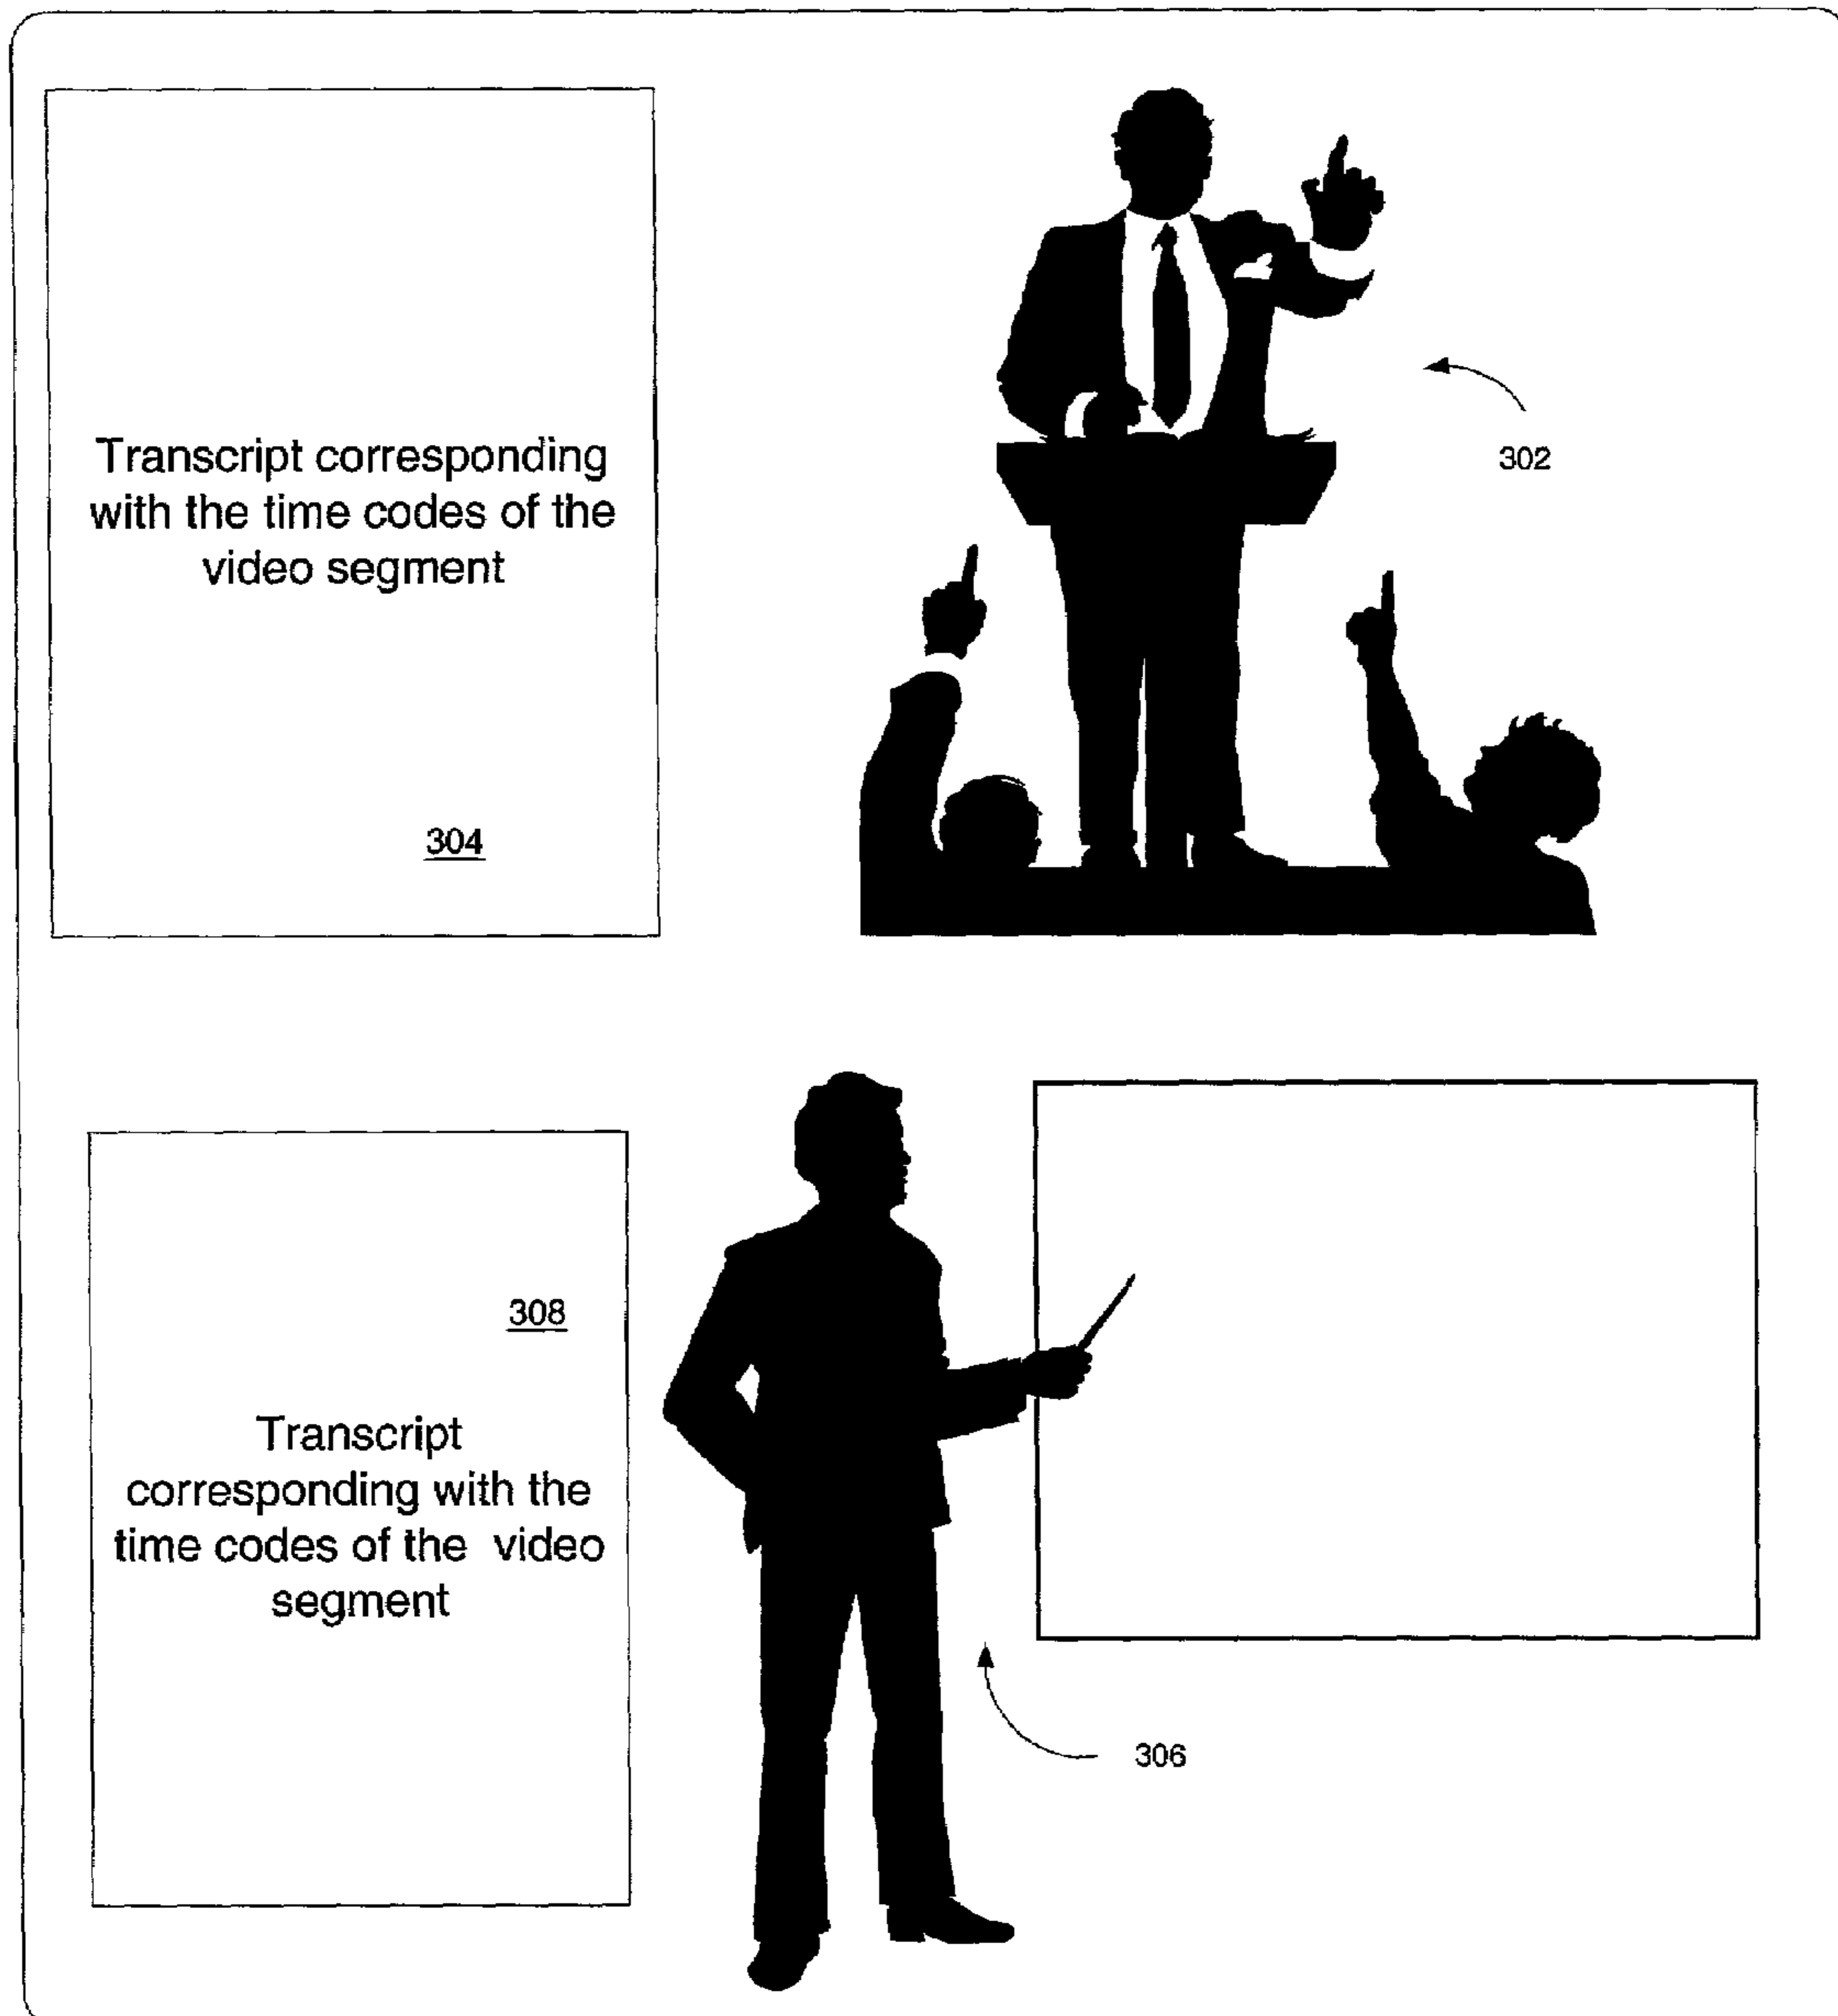 Transcript corresponding
with the time codes of the
video segment
304
302
308
Transcript
corresponding with the
time codes of the video
segment
306